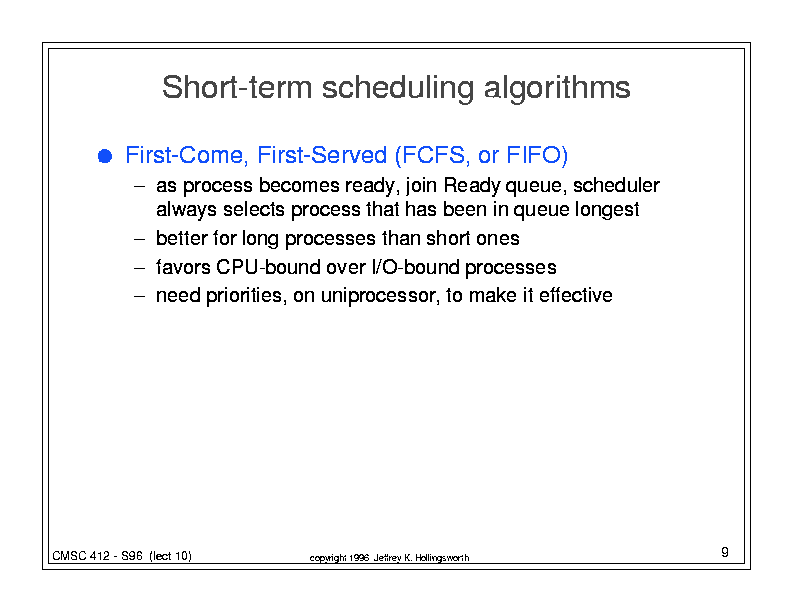 Short-term scheduling algorithms
● First-Come, First-Served (FCFS, or FIFO)
– as process becomes ready, join Ready queue, scheduler
always selects process that has been in queue longest
– better for long processes than short ones
– favors CPU-bound over I/O-bound processes
– need priorities, on uniprocessor, to make it effective
CMSC 412 - S96 (lect 10)
copyright 1996 Jeffrey K. Hollingsworth
9